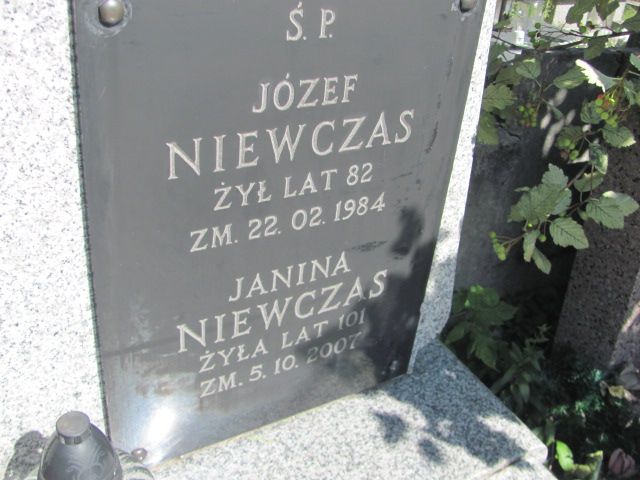 Ś. P.
JÓZEF
NIEWCZAS
ŻYŁ LAT 82
ZM. 22. 02. 1984
JANINA
NIEWCZAS
ŻYŁA LAT 101
ZM. 5. 10. 2007